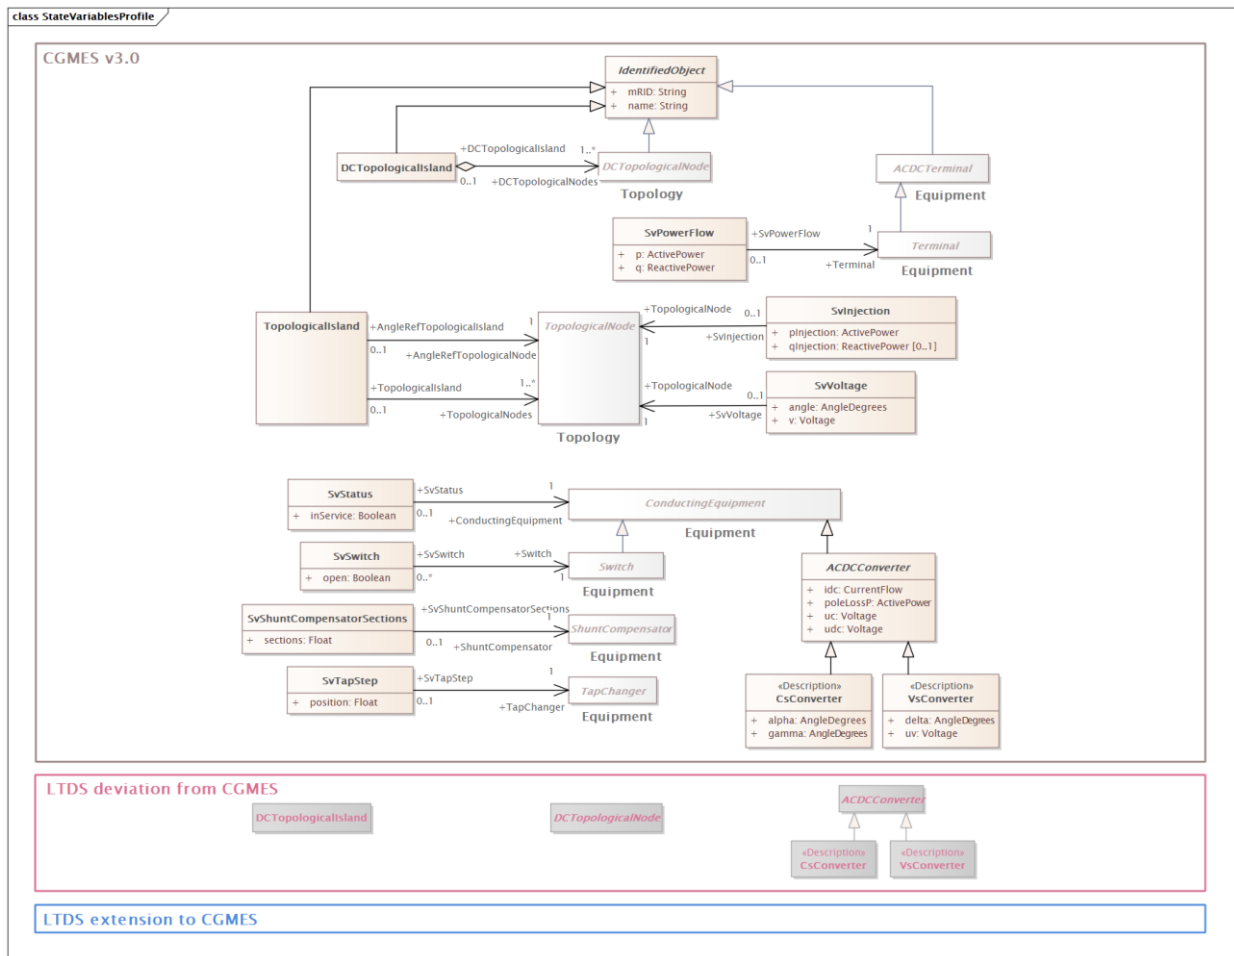 class StateVariablesProfile
CGMES v3.0
IdentifiedObject
+ mRID: String
+ name: String
+DCTopologicalIsland 1..*
DCTopologicalIsland
DCTopologicalNode
0..1 +DCTopologicalNodes
Topology
ACDCTerminal
Equipment
SvPowerFlow
+ p: ActivePower
+ q: ReactivePower
+SvPowerFlow 1
0..1 +Terminal
Terminal
Equipment
TopologicalIsland
+AngleRefTopologicalIsland 1
0..1 +AngleRefTopologicalNode
+TopologicalIsland 1..*
0..1 +TopologicalNodes
TopologicalNode
Topology
+TopologicalNode 0..1
1 +SvInjection
SvInjection
+ pInjection: ActivePower
+ qInjection: ReactivePower [0..1]
+TopologicalNode 0..1
1 +SvVoltage
SvVoltage
+ angle: AngleDegrees
+ v: Voltage
SvStatus
+ inService: Boolean
+SvStatus 1
0..1 +ConductingEquipment
ConductingEquipment
Equipment
SvSwitch
+ open: Boolean
+SvSwitch +Switch
0..* 1
Switch
Equipment
SvShuntCompensatorSections
+ sections: Float
+SvShuntCompensatorSections
1
0..1 +ShuntCompensator
ShuntCompensator
Equipment
SvTapStep
+ position: Float
+SvTapStep 1
0..1 +TapChanger
TapChanger
Equipment
ACDCConverter
+ idc: CurrentFlow
+ poleLossP: ActivePower
+ uc: Voltage
+ udc: Voltage
«Description»
CsConverter
+ alpha: AngleDegrees
+ gamma: AngleDegrees
«Description»
VsConverter
+ delta: AngleDegrees
+ uv: Voltage
LTDS deviation from CGMES
DCTopologicalIsland
DCTopologicalNode
ACDCConverter
«Description»
CsConverter
«Description»
VsConverter
LTDS extension to CGMES